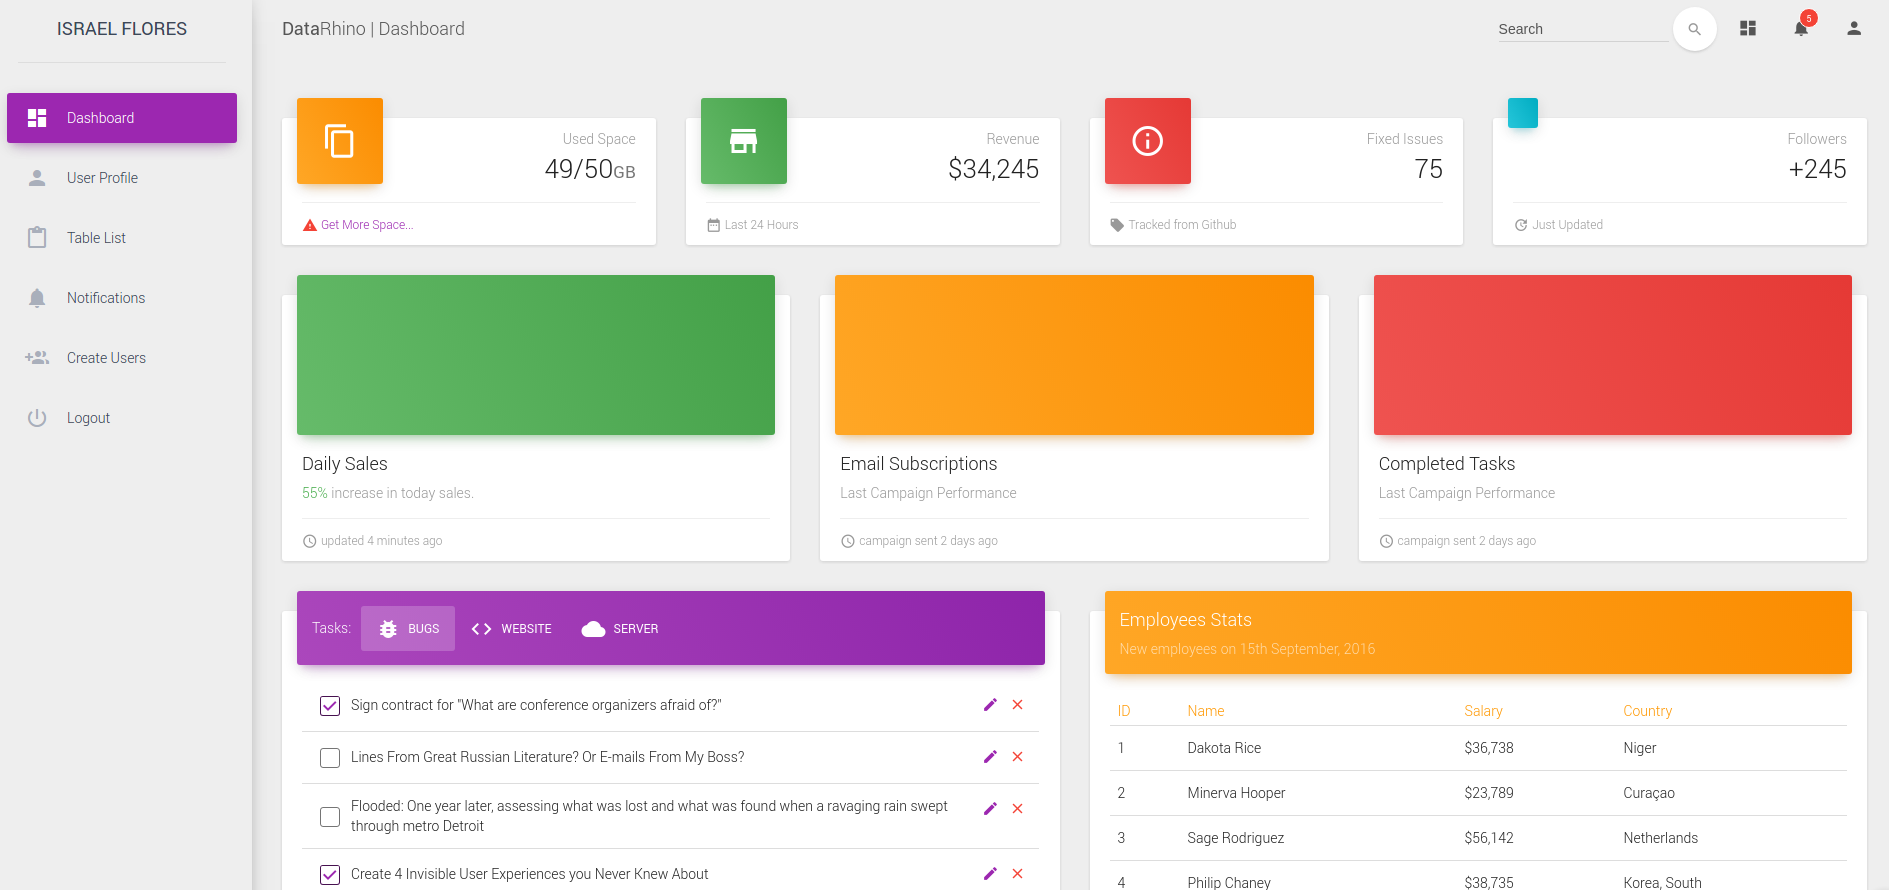 ISRAEL FLORES
Dashboard
User Profile
Table List
Notifications
Create Users
Logout
DataRhino | Dashboard
Search
5
Used Space
49/50GB
Get More Space...
Revenue
$34,245
Last 24 Hours
Fixed Issues
75
Tracked from Github
Followers
+245
Just Updated
Daily Sales
55% increase in today sales.
updated 4 minutes ago
Email Subscriptions
Last Campaign Performance
campaign sent 2 days ago
Completed Tasks
Last Campaign Performance
campaign sent 2 days ago
Tasks: BUGS WEBSITE SERVER
Sign contract for "What are conference organizers afraid of?"
Lines From Great Russian Literature? Or E-mails From My Boss?
Flooded: One year later, assessing what was lost and what was found when a ravaging rain swept
through metro Detroit
Create 4 Invisible User Experiences you Never Knew About
Employees Stats
New employees on 15th September, 2016
ID Name Salary Country
1 Dakota Rice $36,738 Niger
2 Minerva Hooper $23,789 Curaçao
3 Sage Rodriguez $56,142 Netherlands
4 Philip Chaney $38,735 Korea, South